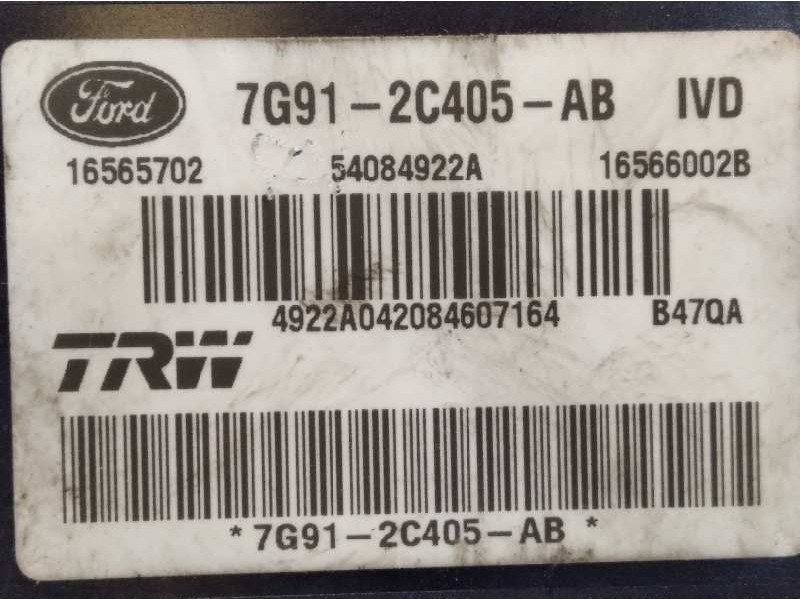 Ford 7G91-2C405-AB IVD
16565702 54084922A 16566002B
4922A042084607164 B47QA
TRW
*7G91-2C405-AB*